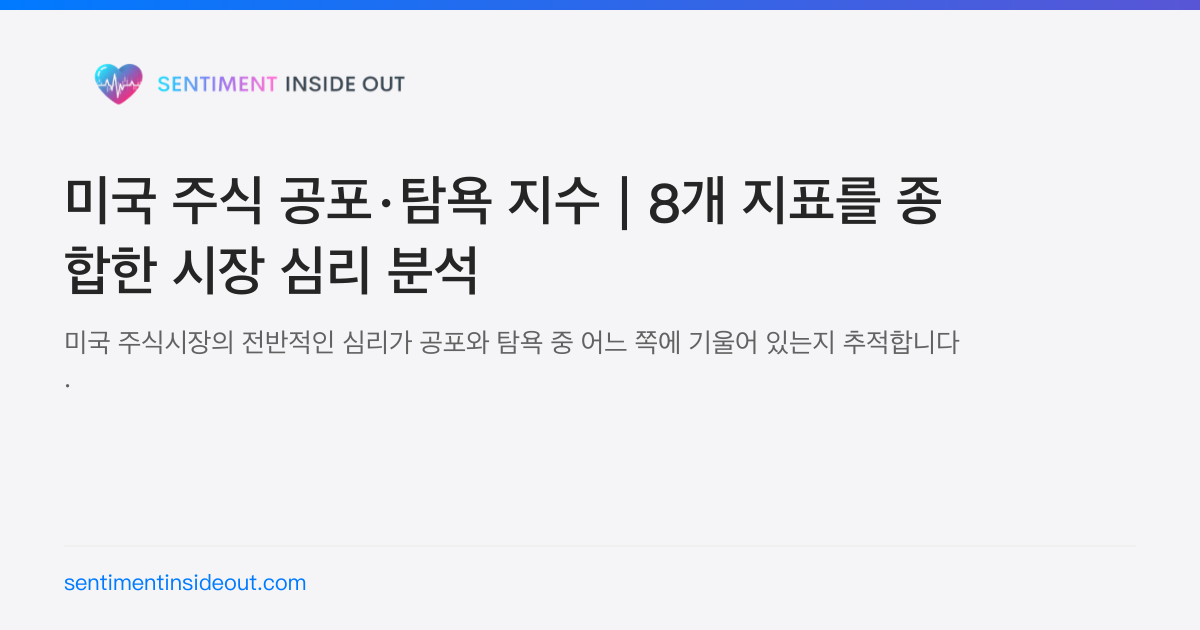 SENTIMENT INSIDE OUT
미국 주식 공포·탐욕 지수 | 8개 지표를 종
합한 시장 심리 분석
미국 주식시장의 전반적인 심리가 공포와 탐욕 중 어느 쪽에 기울어 있는지 추적합니다
.
sentimentinsideout.com